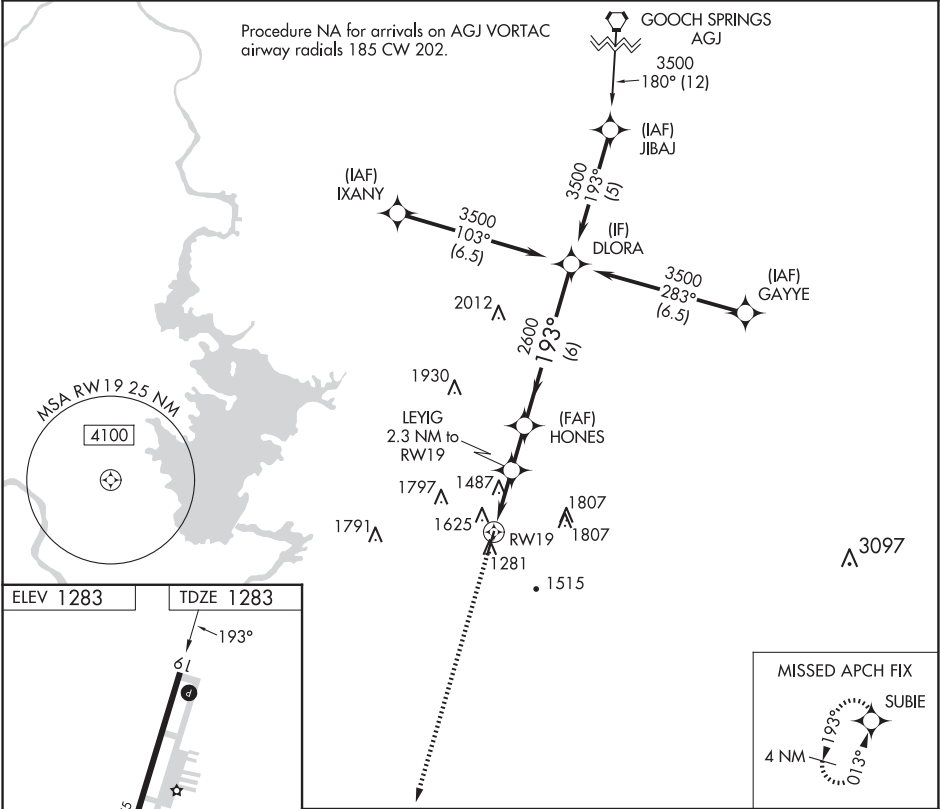 Procedure NA for arrivals on AGJ VORTAC
airway radials 185 CW 202.
GOOCH SPRINGS
AGJ
3500
180° (12)
(IAF)
JIBAJ
3500
193°
(5)
(IAF)
IXANY
3500
103°
(6.5)
(IF)
DLORA
3500
283°
(6.5)
(IAF)
GAYYE
2012
2600
193°
(6)
1930
LEYIG
2.3 NM to
RW19
(FAF)
HONES
MSA RW19 25 NM
4100
1487
1797
1625
1807
1807
1791
RW19
1281
1515
3097
ELEV 1283
TDZE 1283
193°
19
P
MISSED APCH FIX
SUBIE
193°
4 NM
013°